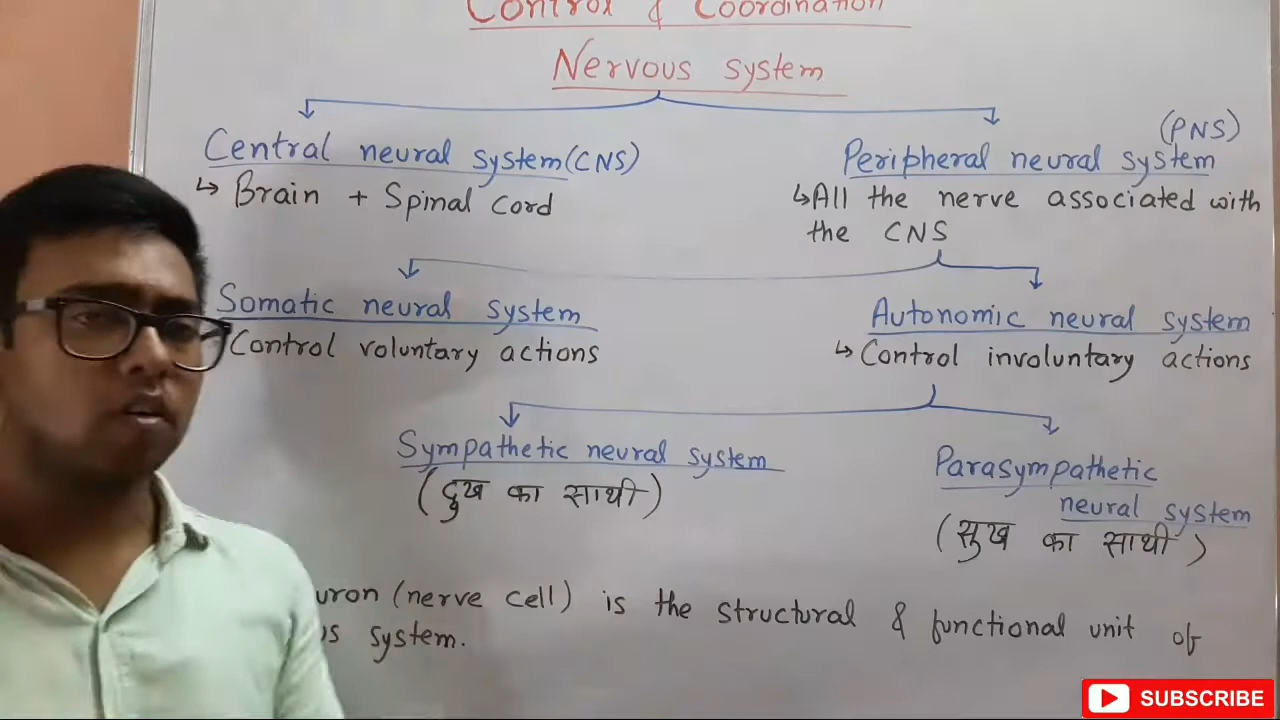 Control & Coordination
Nervous system
Central neural system (CNS)
↳ Brain + Spinal cord
(PNS)
Peripheral neural system
↳ All the nerve associated with
the CNS
Somatic neural system
Control voluntary actions
Autonomic neural system
↳ Control involuntary actions
Sympathetic neural system
(दुख का साथी)
Parasympathetic
neural system
(सुख का साथी)
uron (nerve cell) is the structural & functional unit of
us system.
SUBSCRIBE